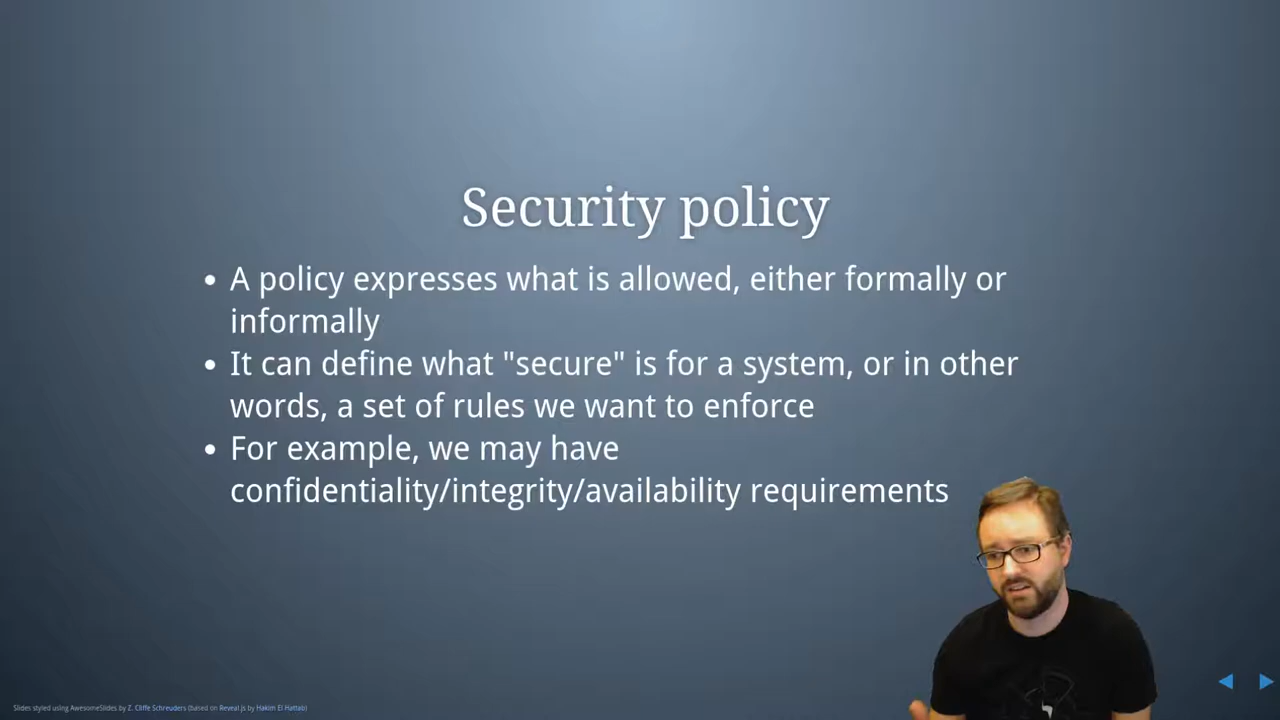 Security policy
• A policy expresses what is allowed, either formally or
informally
• It can define what "secure" is for a system, or in other
words, a set of rules we want to enforce
• For example, we may have
confidentiality/integrity/availability requirements
Slides styled using AwesomeSlides by Z. Cliffe Schreuders (based on Reveal.js by Hakim El Hattab)